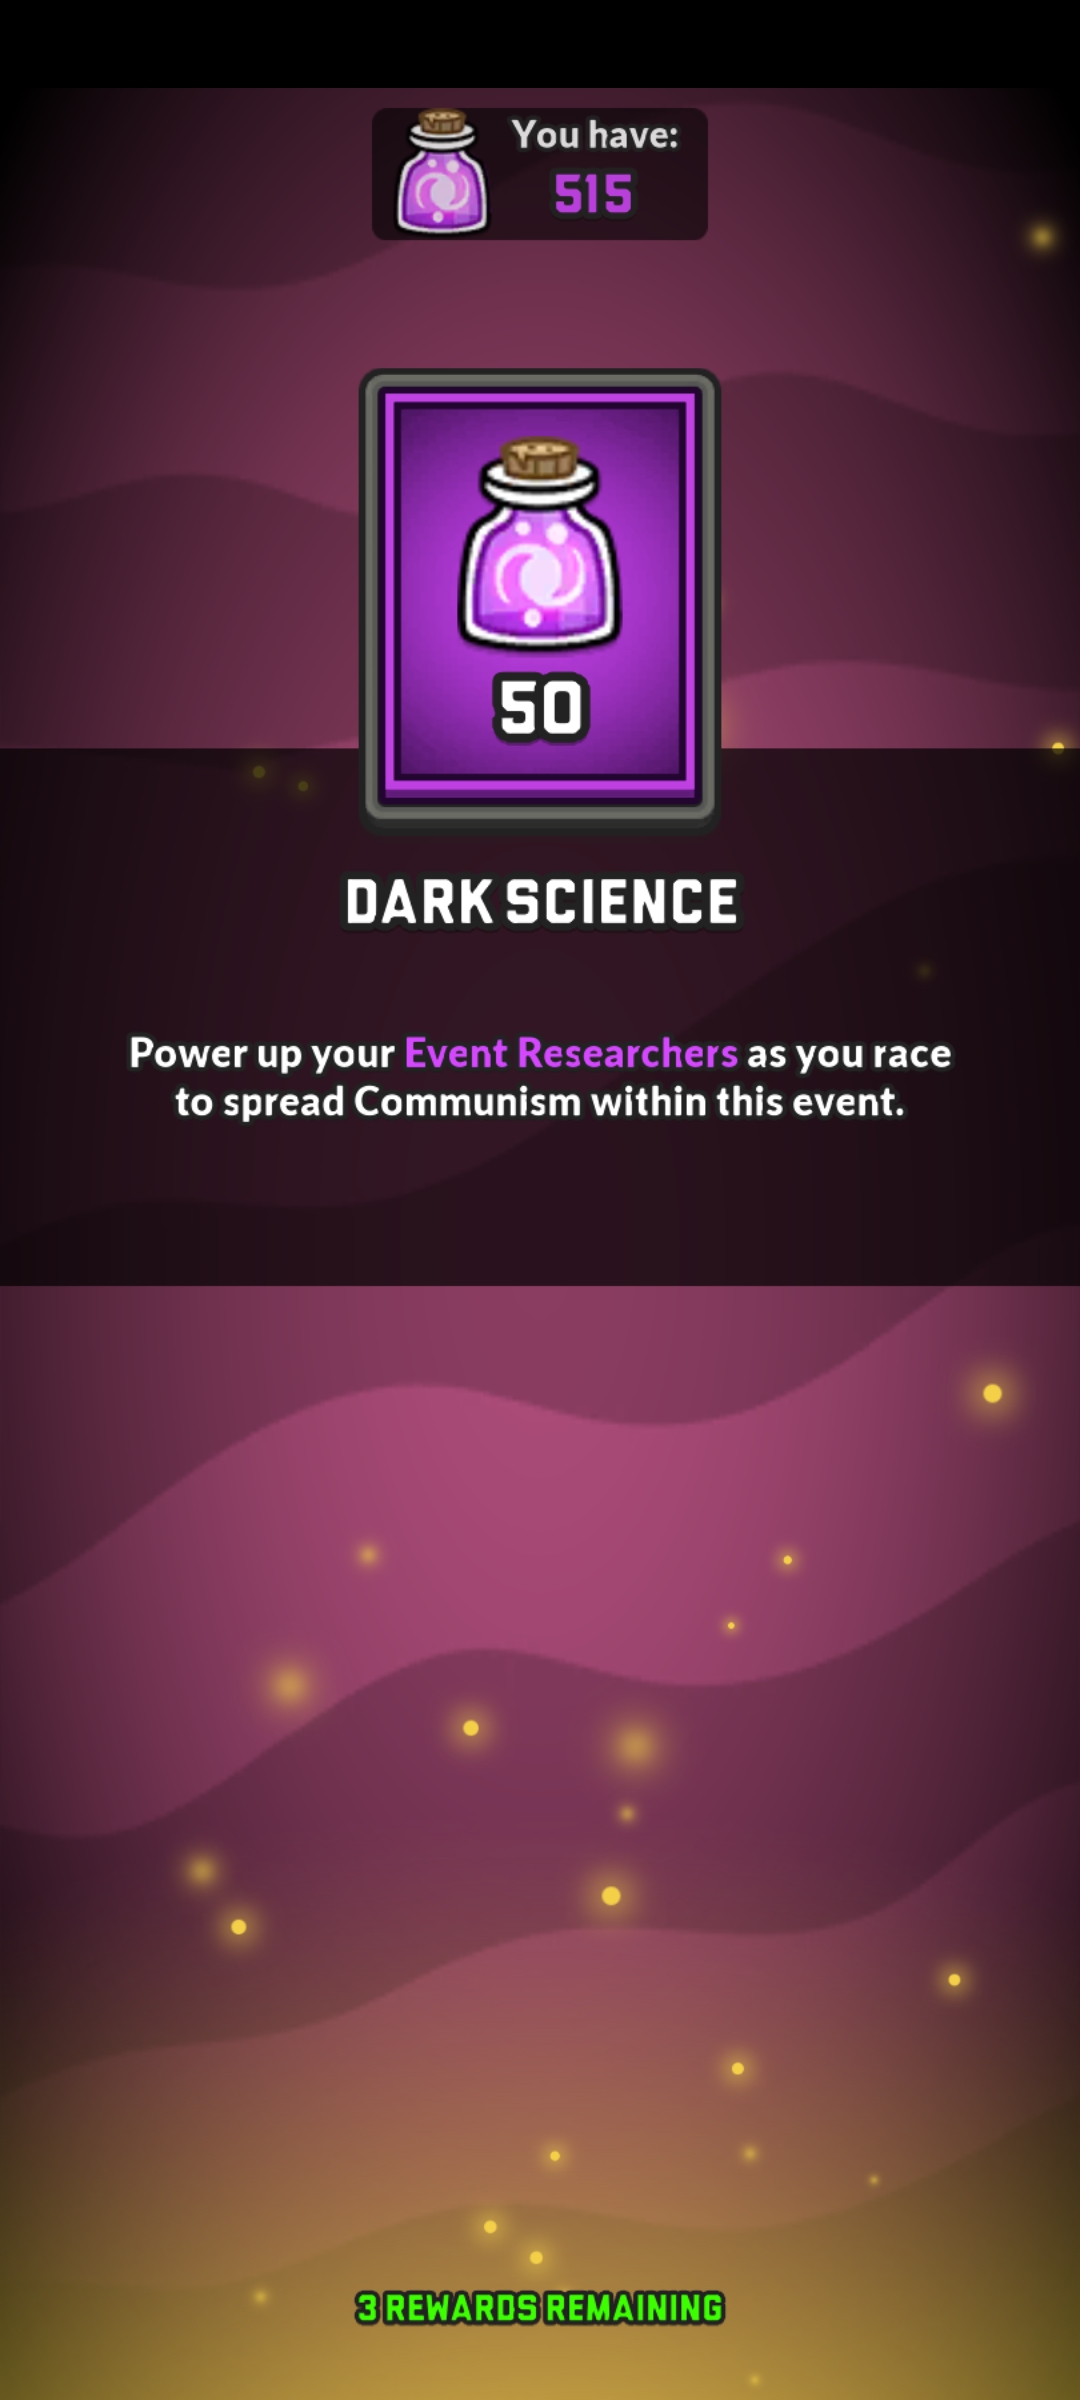 You have:
515
50
DARK SCIENCE
Power up your Event Researchers as you race
to spread Communism within this event.
3 REWARDS REMAINING